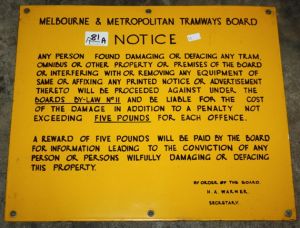 MELBOURNE & METROPOLITAN TRAMWAYS BOARD
NOTICE
81A
ANY PERSON FOUND DAMAGING OR DEFACING ANY TRAM,
OMNIBUS OR OTHER PROPERTY OR PREMISES OF THE BOARD
OR INTERFERING WITH OR REMOVING ANY EQUIPMENT OF
SAME OR AFFIXING ANY PRINTED NOTICE OR ADVERTISEMENT
THERETO WILL BE PROCEEDED AGAINST UNDER THE
BOARDS BY-LAW Nº 11 AND BE LIABLE FOR THE COST
OF THE DAMAGE IN ADDITION TO A PENALTY NOT
EXCEEDING FIVE POUNDS FOR EACH OFFENCE.
A REWARD OF FIVE POUNDS WILL BE PAID BY THE BOARD
FOR INFORMATION LEADING TO THE CONVICTION OF ANY
PERSON OR PERSONS WILFULLY DAMAGING OR DEFACING
THIS PROPERTY.
BY ORDER OF THE BOARD.
H. A. WARNER,
SECRETARY.